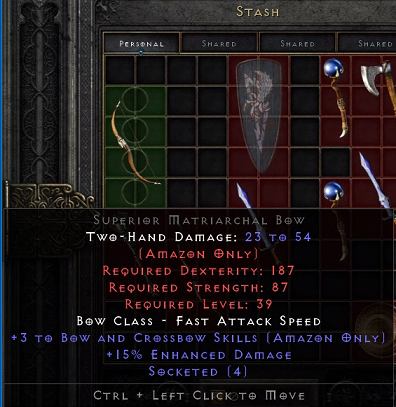 Stash
Personal
Shared
Shared
Shared
Superior Matriarchal Bow
Two-Hand Damage: 23 to 54
(Amazon Only)
Required Dexterity: 187
Required Strength: 87
Required Level: 39
Bow Class - Fast Attack Speed
+3 to Bow and Crossbow Skills (Amazon Only)
+15% Enhanced Damage
Socketed (4)
Ctrl + Left Click to Move